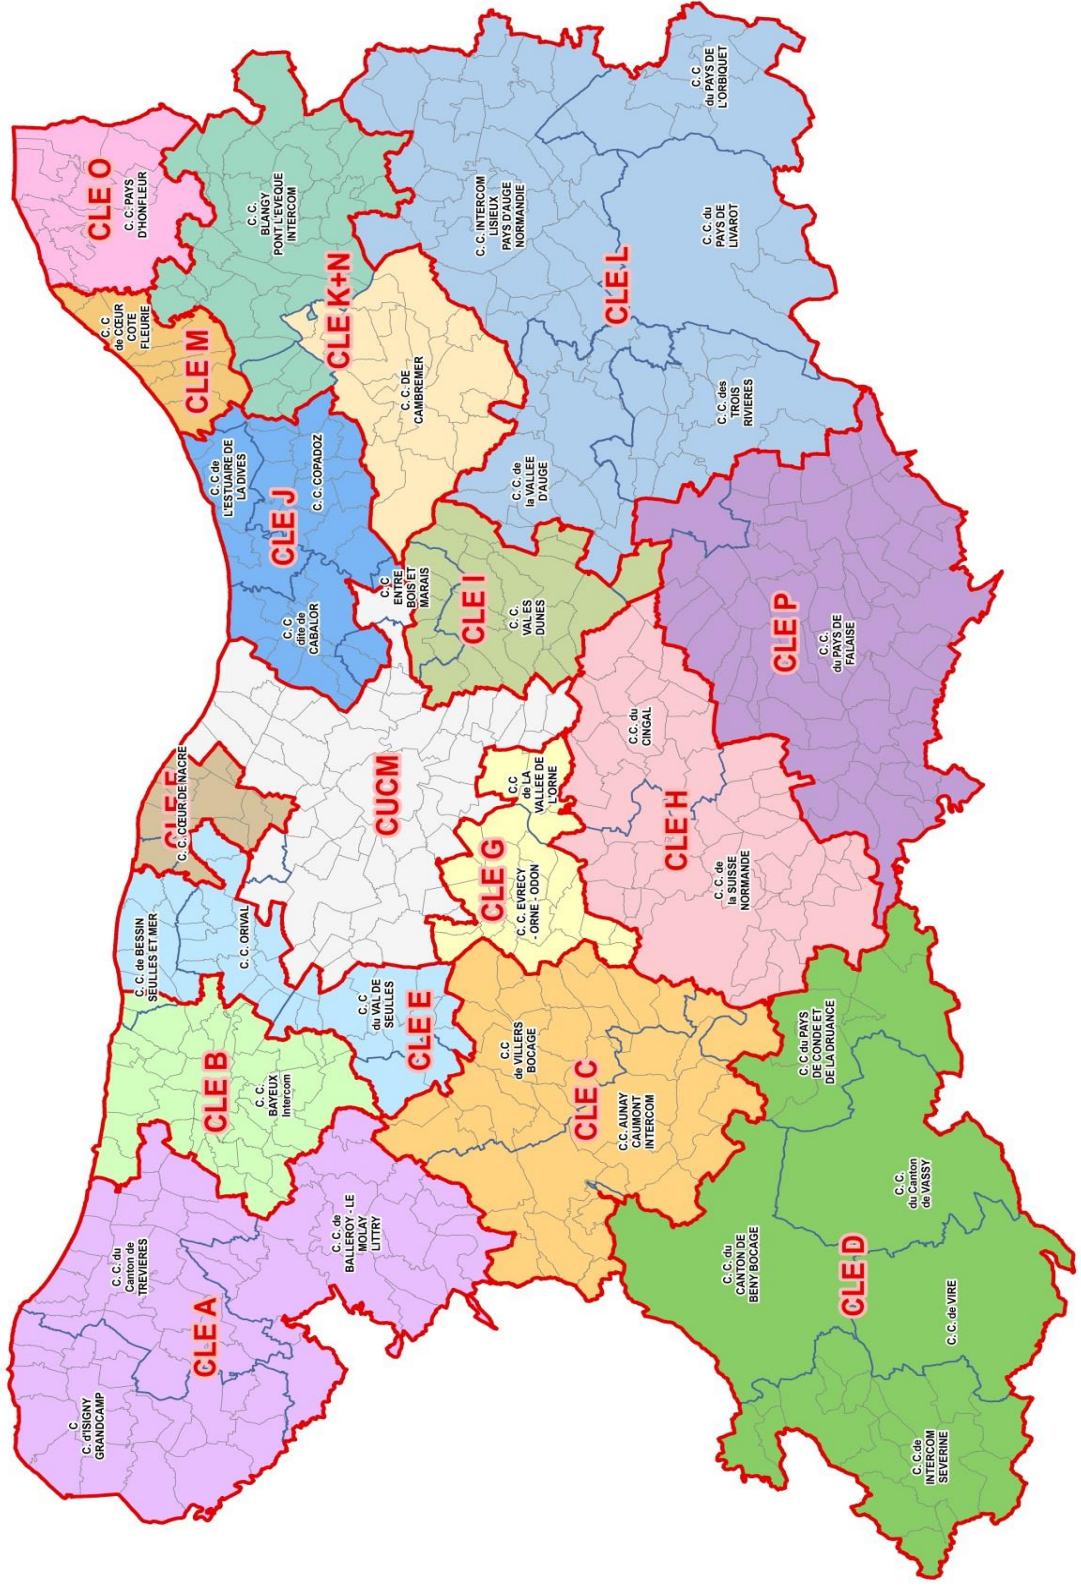 C
C. d'ISIGNY
GRANDCAMP
C. C. du
Canton de
TREVIERES
CLE A
C. C. de
BALLEROY - LE
MOLAY
LITTRY
CLE B
C. C.
BAYEUX
Intercom
C. C. de BESSIN
SEULLES ET MER
C. C. ORIVAL
C. C
du VAL DE
SEULLES
CLE E
CLE F
C. C. CŒUR DE NACRE
CUCM
C. C
dite de
CABALOR
C. C. de
L'ESTUAIRE DE
LA DIVES
CLE J
C. C. COPADOZ
C. C
ENTRE
BOIS ET
MARAIS
CLE M
C. C
de CŒUR
COTE
FLEURIE
CLE O
C. C. PAYS
D'HONFLEUR
C. C.
BLANGY
PONT L'EVEQUE
INTERCOM
CLE K+N
C. C. DE
CAMBREMER
CLE I
C. C.
VAL ES
DUNES
C. C. INTERCOM
LISIEUX
PAYS D'AUGE
NORMANDIE
CLE L
C. C. de
la VALLEE
D'AUGE
C. C
du PAYS DE
L'ORBIQUET
C. C. du
PAYS DE
LIVAROT
C. C. des
TROIS
RIVIERES
C.C
de VILLERS
BOCAGE
CLE C
C.C. AUNAY
CAUMONT
INTERCOM
CLE G
C. C. EVRECY
- ORNE - ODON
C.C
de LA
VALLEE DE
L'ORNE
C.C. du
CINGAL
CLE H
C. C. de
la SUISSE
NORMANDE
CLE P
C. C.
du PAYS DE
FALAISE
C. C. du
CANTON DE
BENY BOCAGE
C. C du PAYS
DE CONDE ET
DE LA DRUANCE
CLE D
C. C.
du Canton
de VASSY
C. C. de VIRE
C. C.de
INTERCOM
SEVERINE